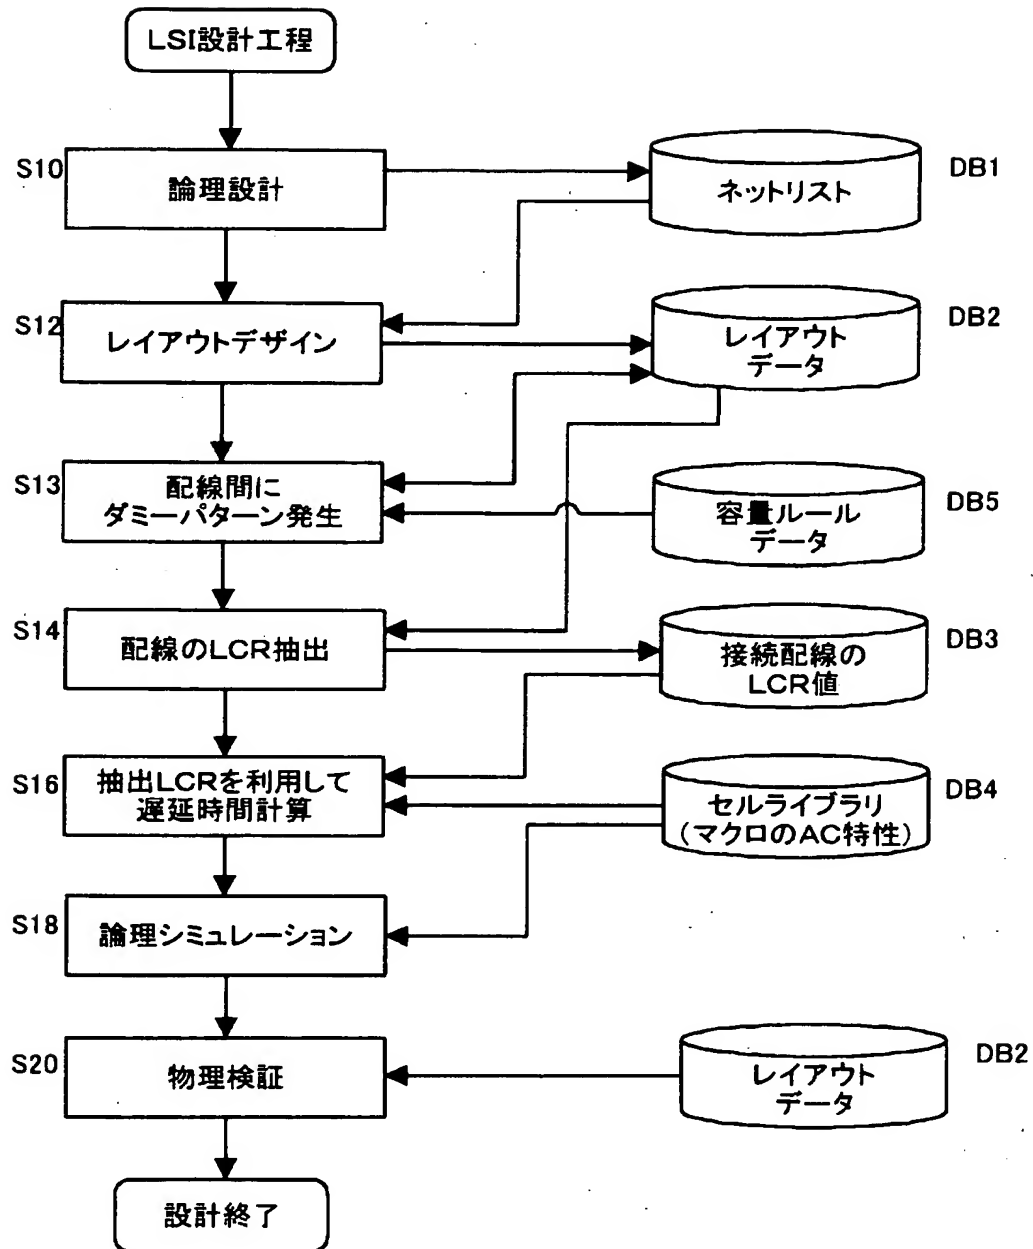 LSI設計工程
S10
論理設計
ネットリスト
DB1
S12
レイアウトデザイン
レイアウト
データ
DB2
S13
配線間に
ダミーパターン発生
容量ルール
データ
DB5
S14
配線のLCR抽出
接続配線の
LCR値
DB3
S16
抽出LCRを利用して
遅延時間計算
セルライブラリ
(マクロのAC特性)
DB4
S18
論理シミュレーション
S20
物理検証
レイアウト
データ
DB2
設計終了